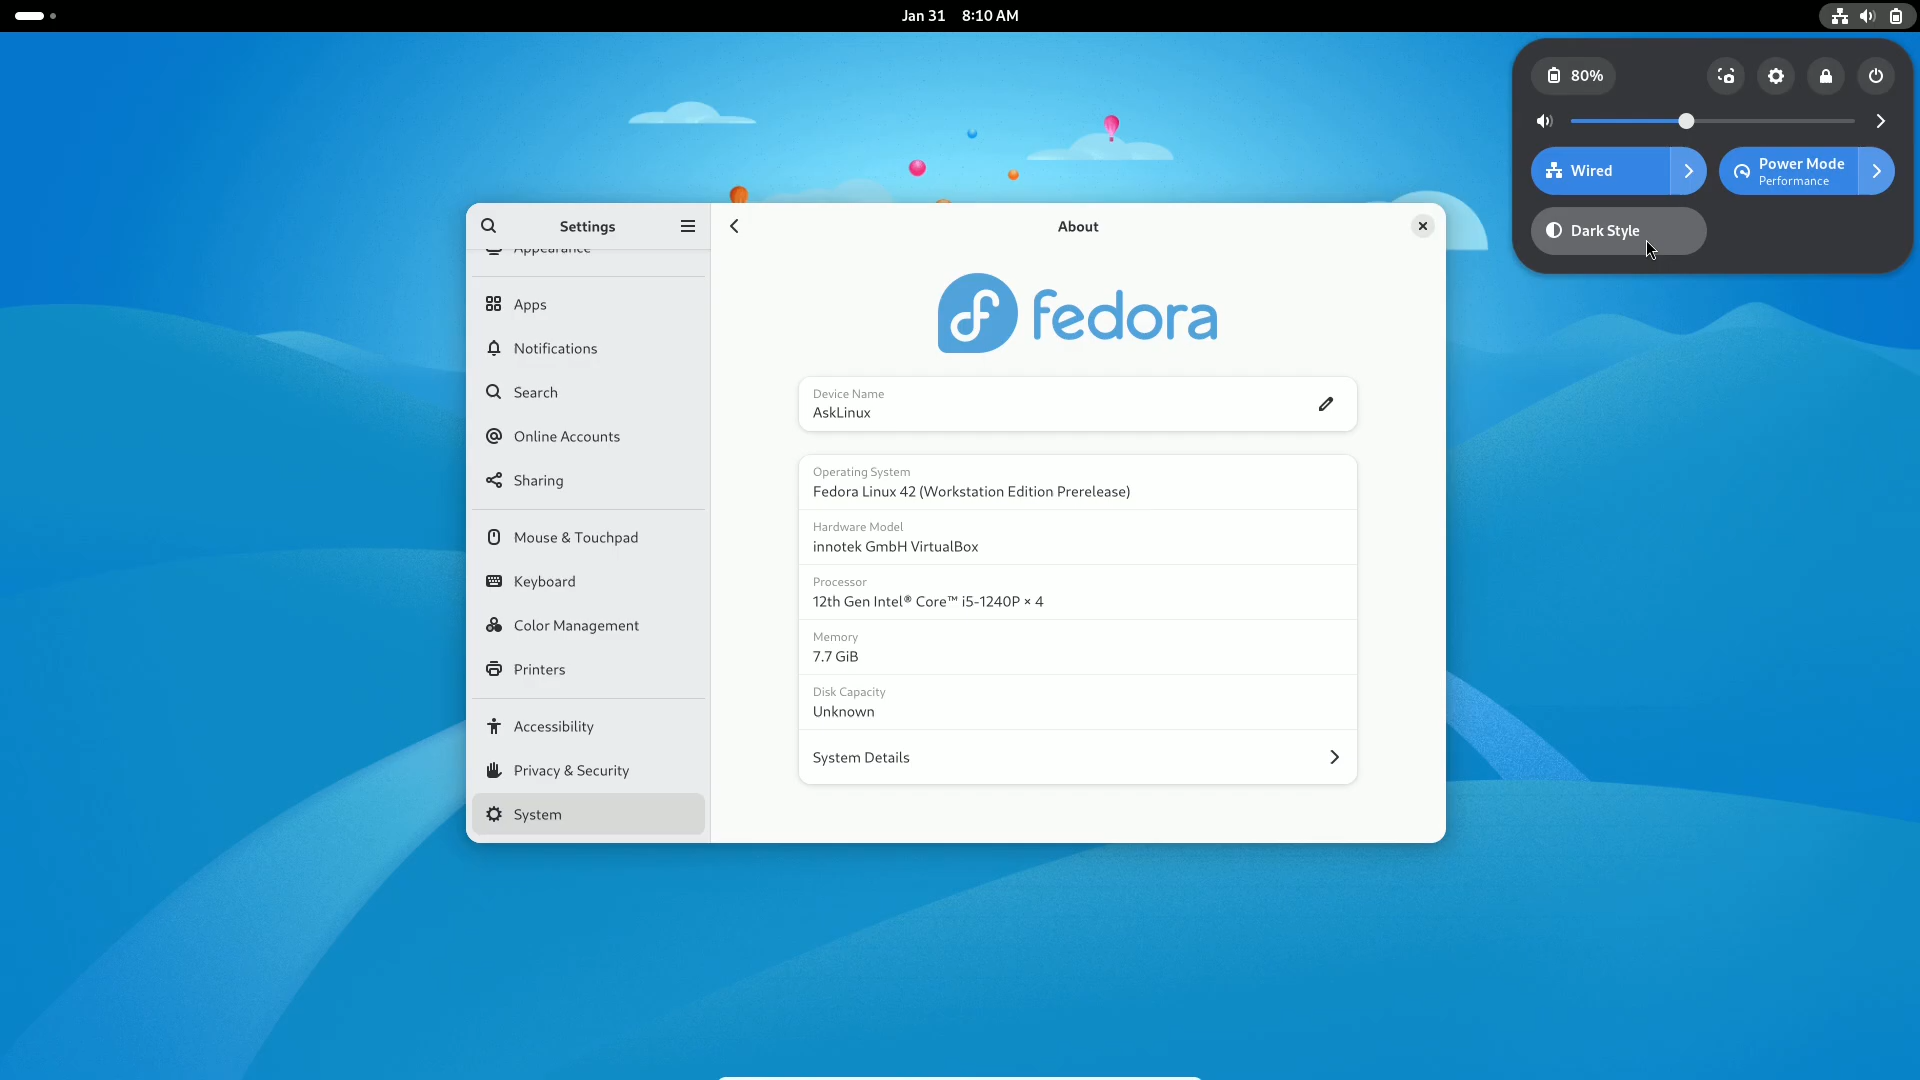 Jan 31 8:10 AM
80%
Wired
Power Mode
Performance
Dark Style
Settings
Appearance
Apps
Notifications
Search
Online Accounts
Sharing
Mouse & Touchpad
Keyboard
Color Management
Printers
Accessibility
Privacy & Security
System
About
fedora
Device Name
AskLinux
Operating System
Fedora Linux 42 (Workstation Edition Prerelease)
Hardware Model
innotek GmbH VirtualBox
Processor
12th Gen Intel® Core™ i5-1240P × 4
Memory
7.7 GiB
Disk Capacity
Unknown
System Details